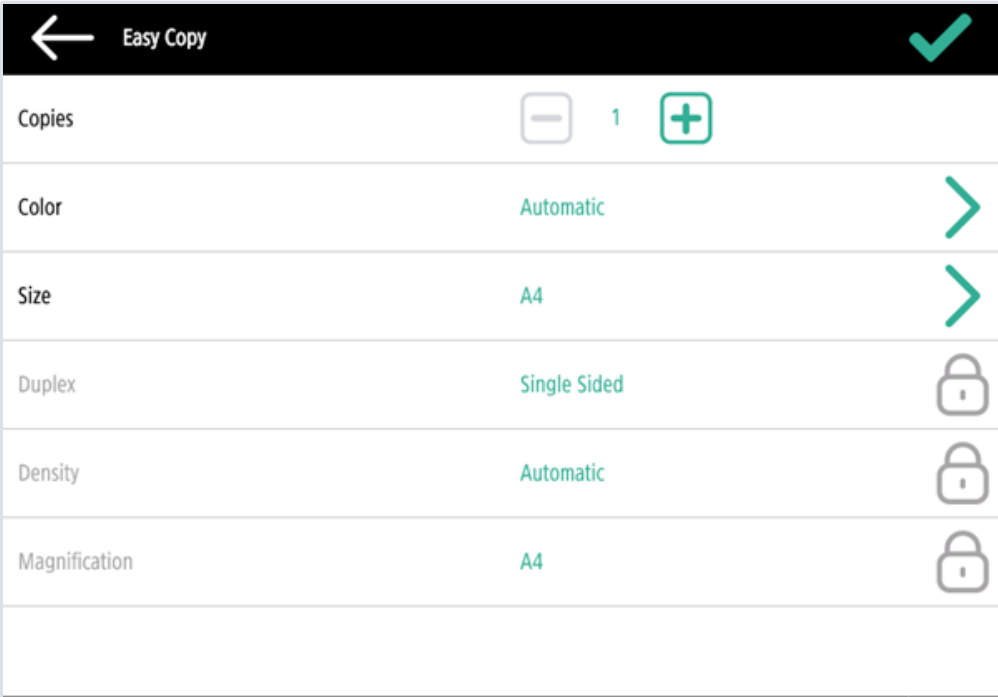 Easy Copy
Copies 1
Color Automatic
Size A4
Duplex Single Sided
Density Automatic
Magnification A4